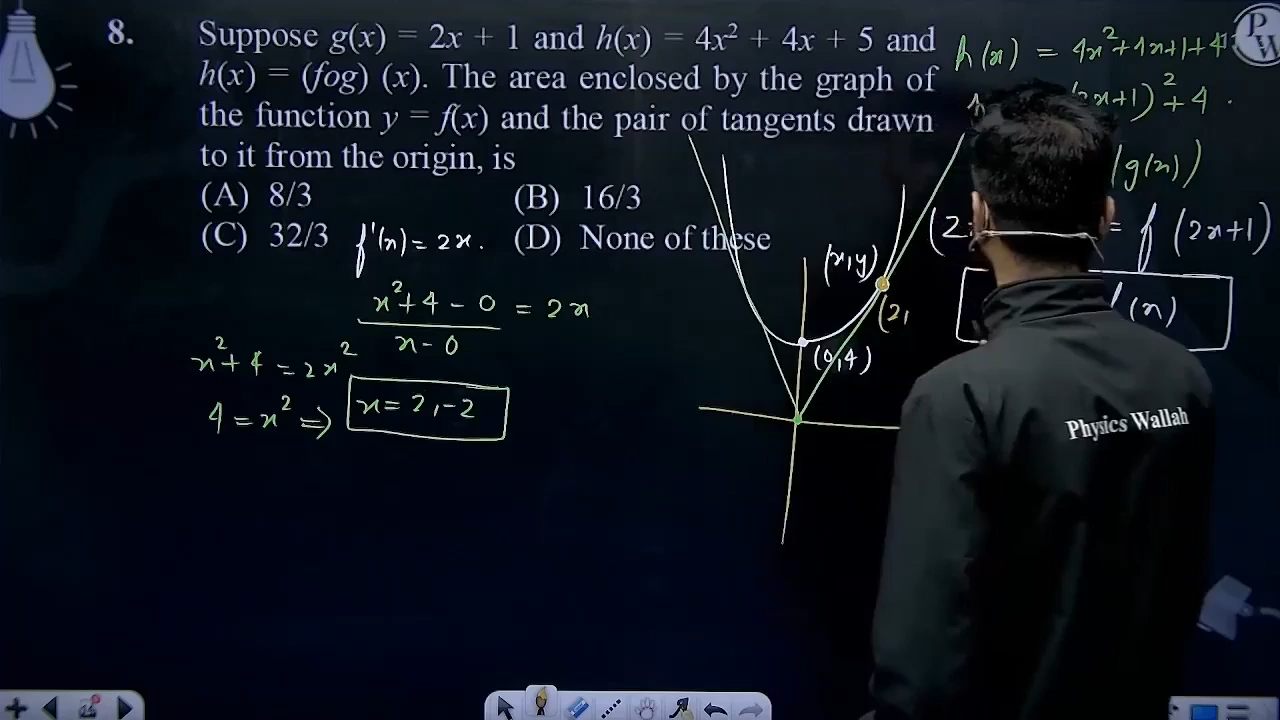 8. Suppose g(x) = 2x + 1 and h(x) = 4x² + 4x + 5 and
h(x) = (fog) (x). The area enclosed by the graph of
the function y = f(x) and the pair of tangents drawn
to it from the origin, is
(A) 8/3 (B) 16/3
(C) 32/3 (D) None of these
f'(x) = 2x.
x² + 4 - 0 = 2x
x - 0
x² + 4 = 2x²
4 = x² ⇒ x = 2, -2
(x, y)
(2,
(0, 4)
h(x) = 4x² + 4x + 1 + 4
2x+1)² + 4 .
(g(x))
(2 = f (2x+1)
(x)
P
W
Physics Wallah